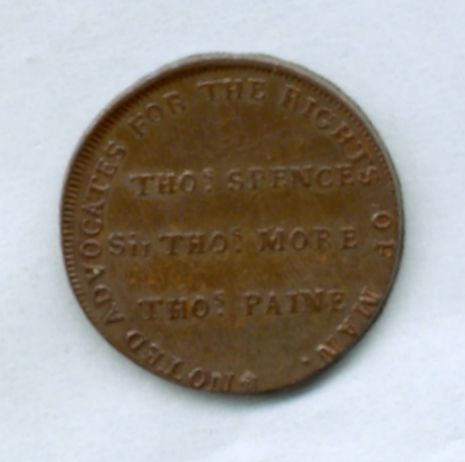 NOTED ADVOCATES FOR THE RIGHTS OF MAN.
THOS SPENCE
SIR THOS MORE
THOS PAINE